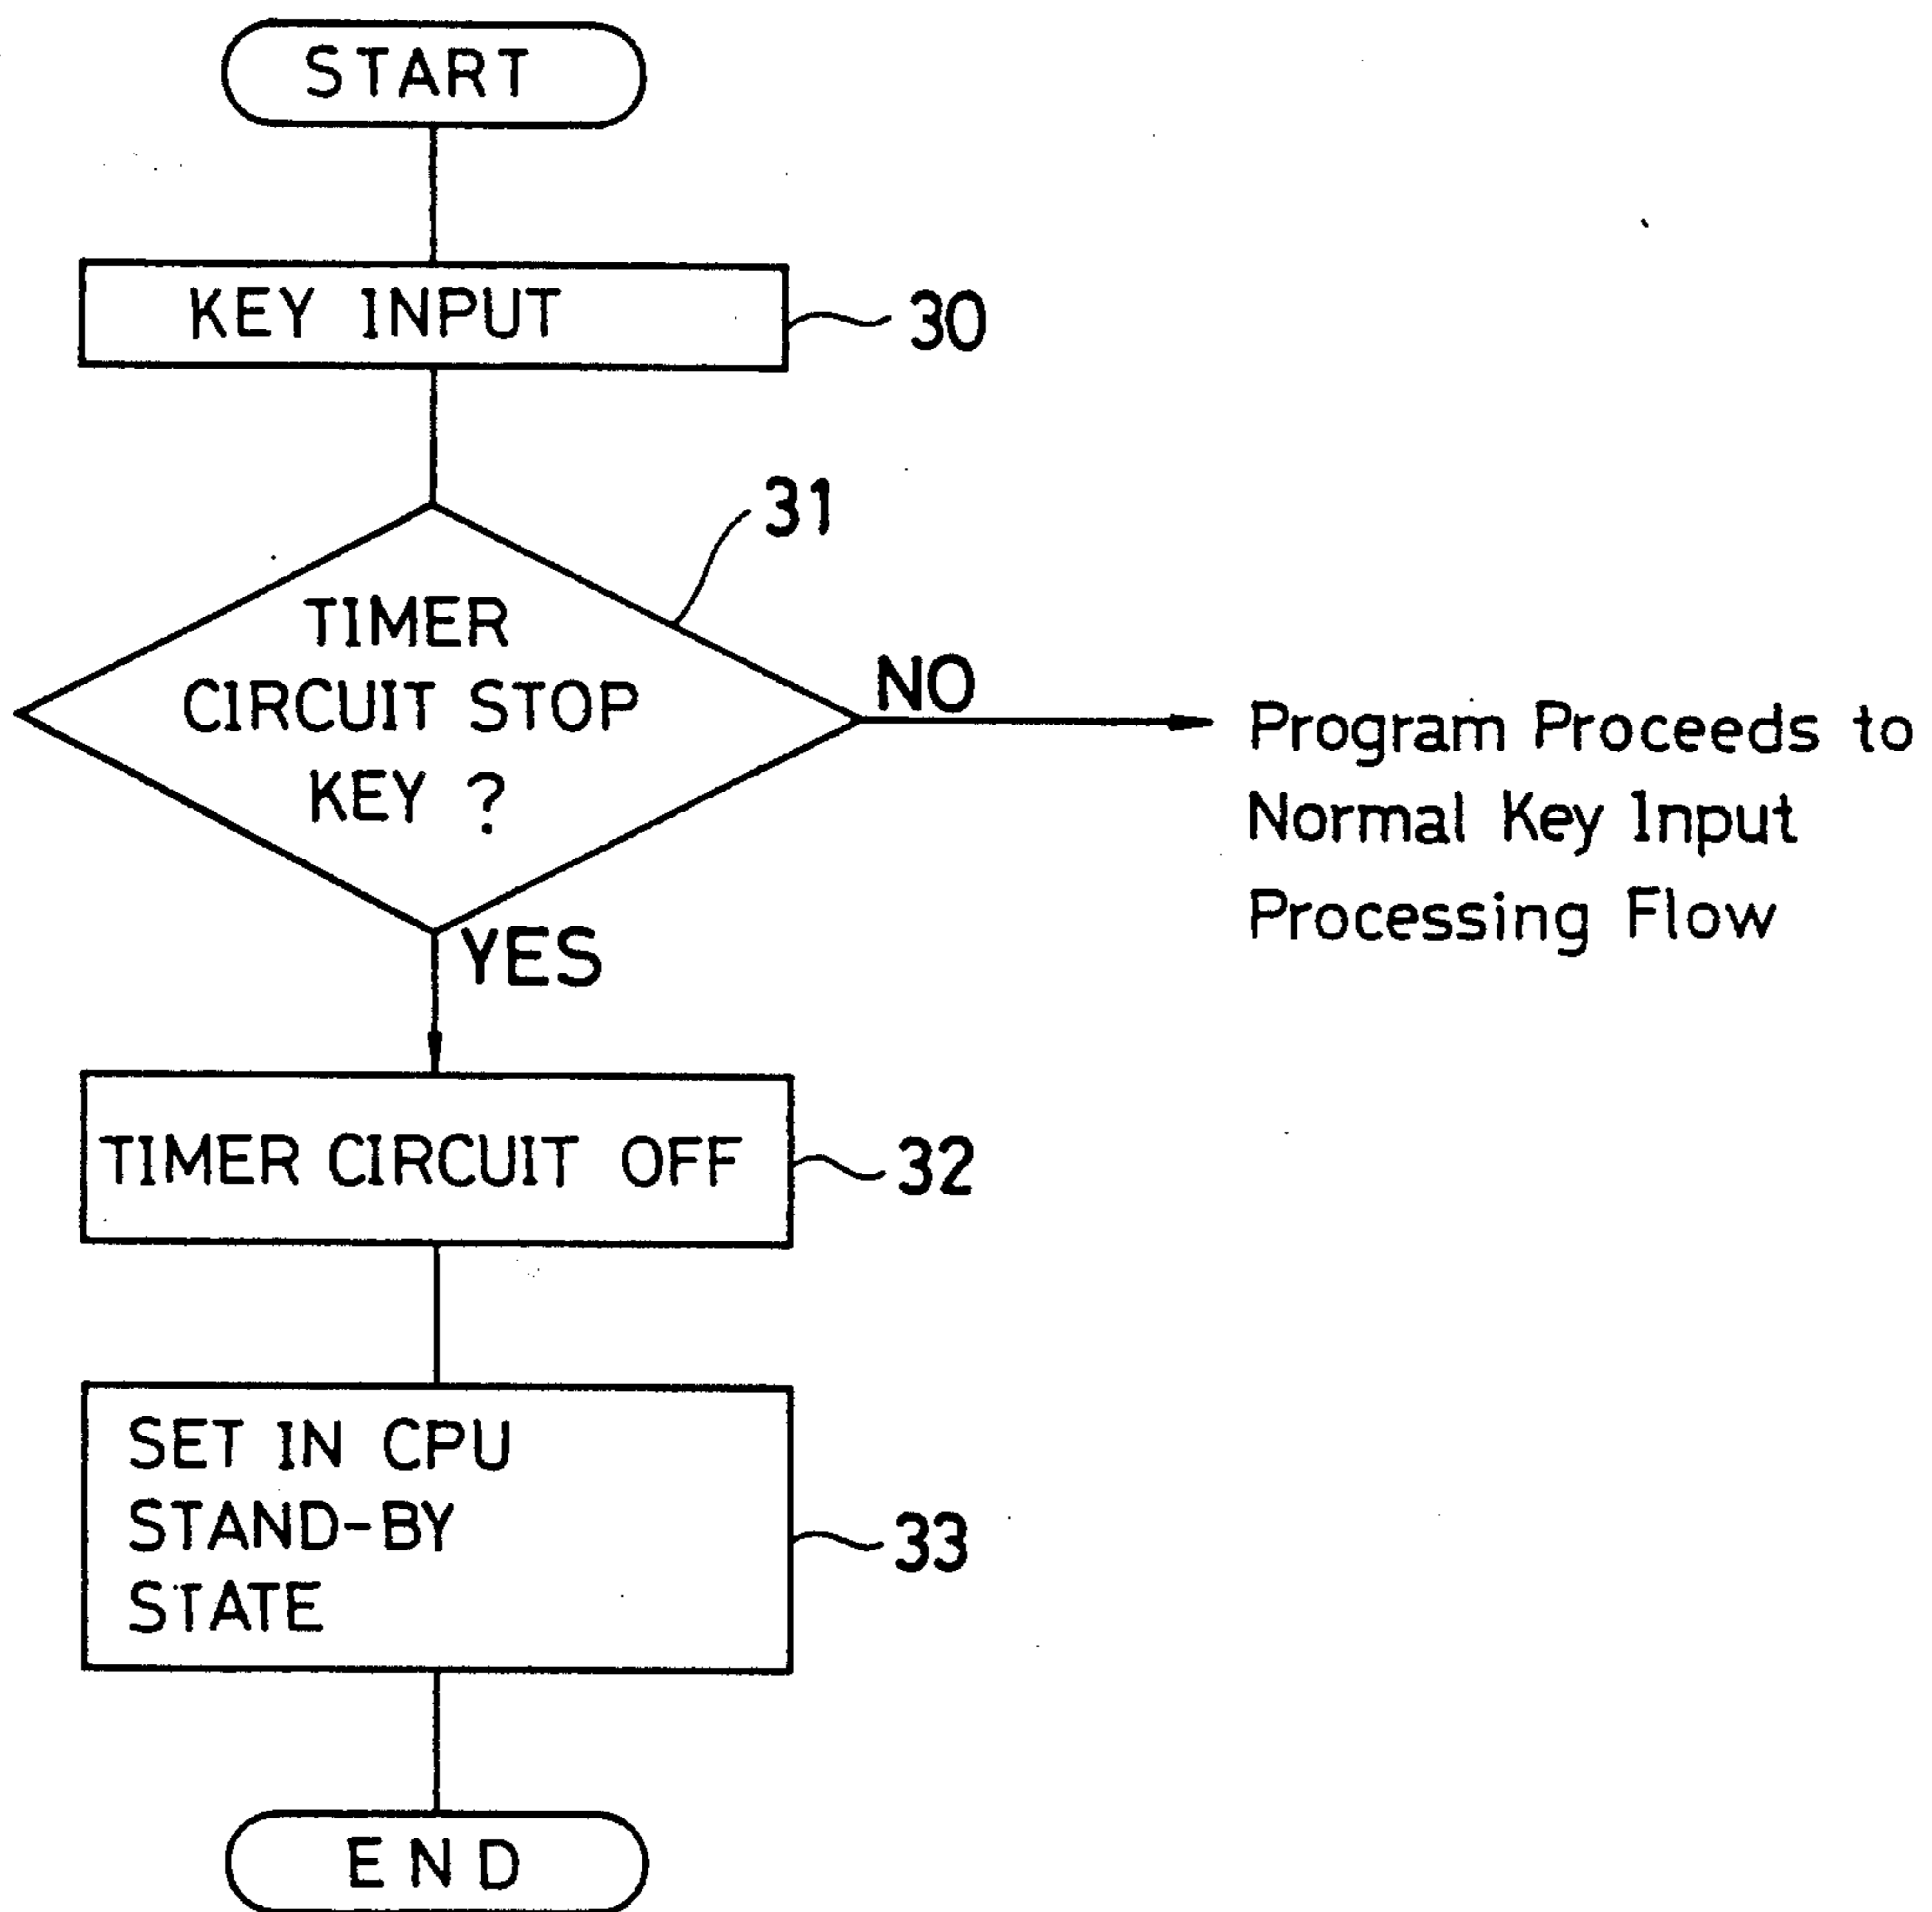 START
KEY INPUT
30
31
TIMER
CIRCUIT STOP
KEY ?
NO
Program Proceeds to
Normal Key Input
Processing Flow
YES
TIMER CIRCUIT OFF
32
SET IN CPU
STAND-BY
STATE
33
END